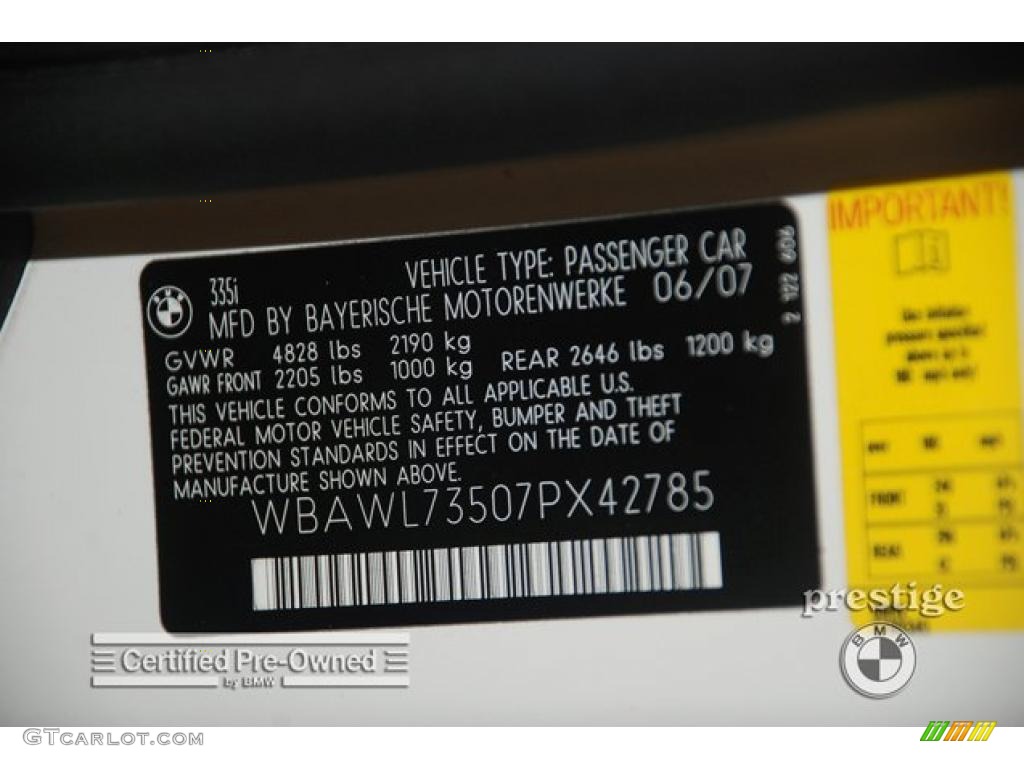 335i VEHICLE TYPE: PASSENGER CAR
MFD BY BAYERISCHE MOTORENWERKE 06/07
GVWR 4828 lbs 2190 kg
GAWR FRONT 2205 lbs 1000 kg REAR 2646 lbs 1200 kg
THIS VEHICLE CONFORMS TO ALL APPLICABLE U.S.
FEDERAL MOTOR VEHICLE SAFETY, BUMPER AND THEFT
PREVENTION STANDARDS IN EFFECT ON THE DATE OF
MANUFACTURE SHOWN ABOVE.
WBAWL73507PX42785
2 122 606
IMPORTANT!
prestige
BMW
Certified Pre-Owned
by BMW
GTCARLOT.COM